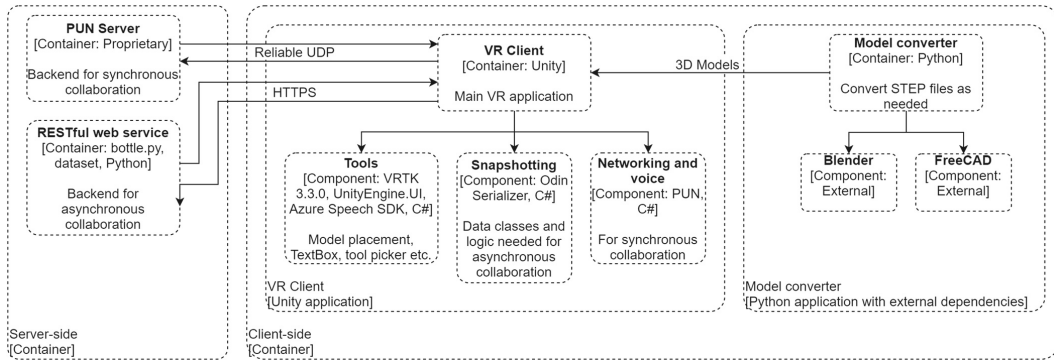 PUN Server
[Container: Proprietary]
Backend for synchronous
collaboration
RESTful web service
[Container: bottle.py,
dataset, Python]
Backend for
asynchronous
collaboration
Server-side
[Container]
Reliable UDP
HTTPS
VR Client
[Container: Unity]
Main VR application
Tools
[Component: VRTK
3.3.0, UnityEngine.UI,
Azure Speech SDK, C#]
Model placement,
TextBox, tool picker etc.
Snapshotting
[Component: Odin
Serializer, C#]
Data classes and
logic needed for
asynchronous
collaboration
Networking and
voice
[Component: PUN,
C#]
For synchronous
collaboration
VR Client
[Unity application]
3D Models
Model converter
[Container: Python]
Convert STEP files as
needed
Blender
[Component:
External]
FreeCAD
[Component:
External]
Model converter
[Python application with external dependencies]
Client-side
[Container]